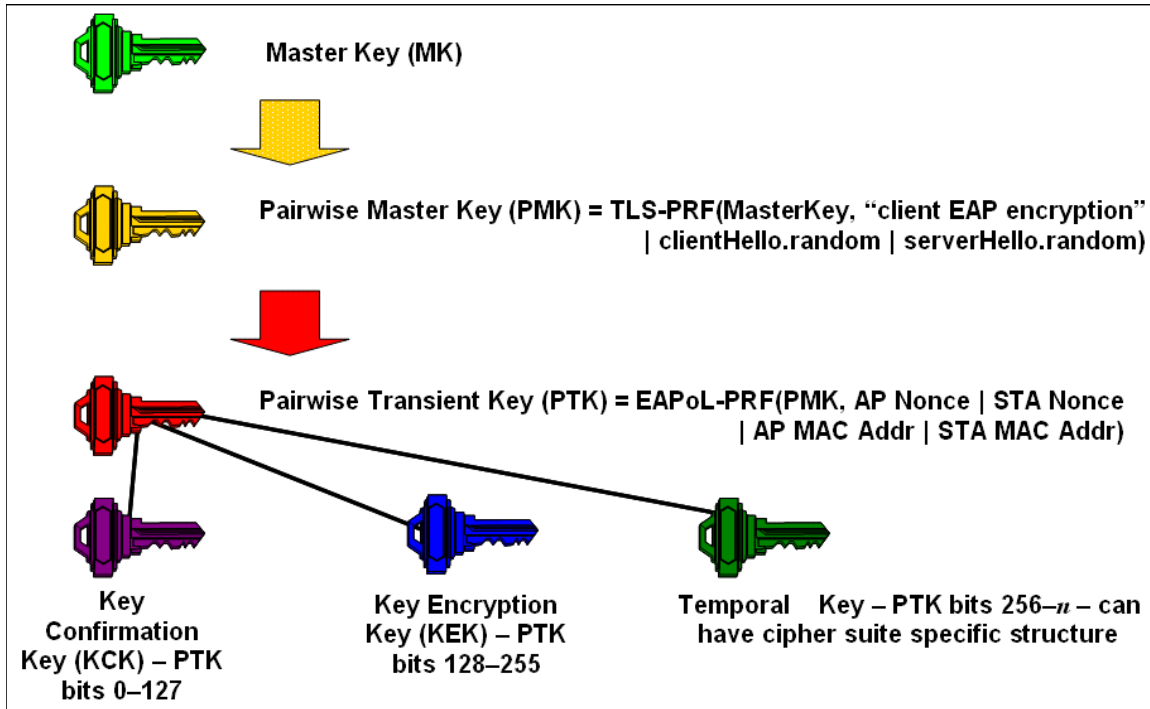 Master Key (MK)
Pairwise Master Key (PMK) = TLS-PRF(MasterKey, “client EAP encryption”
| clientHello.random | serverHello.random)
Pairwise Transient Key (PTK) = EAPoL-PRF(PMK, AP Nonce | STA Nonce
| AP MAC Addr | STA MAC Addr)
Key
Confirmation
Key (KCK) – PTK
bits 0–127
Key Encryption
Key (KEK) – PTK
bits 128–255
Temporal Key – PTK bits 256–n – can
have cipher suite specific structure